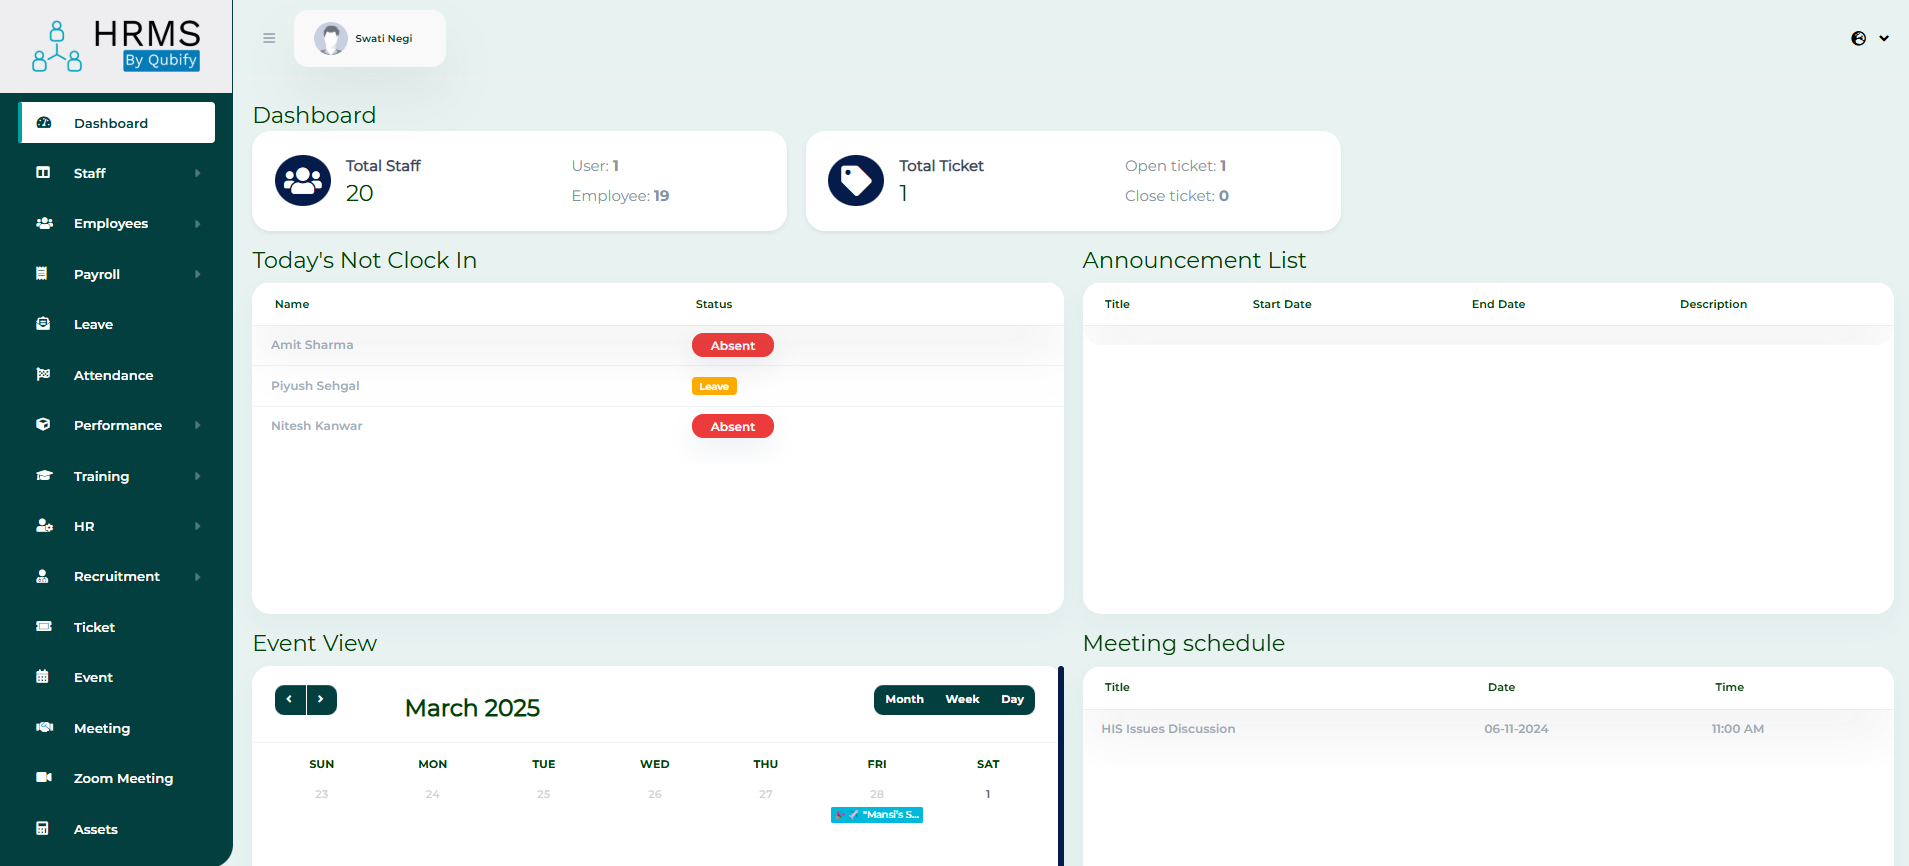 HRMS
By Qubify
Swati Negi
Dashboard
Staff
Employees
Payroll
Leave
Attendance
Performance
Training
HR
Recruitment
Ticket
Event
Meeting
Zoom Meeting
Assets
Dashboard
Total Staff
20
User: 1
Employee: 19
Total Ticket
1
Open ticket: 1
Close ticket: 0
Today's Not Clock In
Name Status
Amit Sharma Absent
Piyush Sehgal Leave
Nitesh Kanwar Absent
Announcement List
Title Start Date End Date Description
Event View
March 2025
Month Week Day
SUN MON TUE WED THU FRI SAT
23 24 25 26 27 28 1
"Mansi's S...
Meeting schedule
Title Date Time
HIS Issues Discussion 06-11-2024 11:00 AM